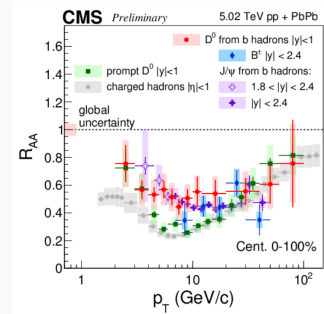 CMS Preliminary 5.02 TeV pp + PbPb
D⁰ from b hadrons |y|<1
B± |y| < 2.4
prompt D⁰ |y|<1
J/ψ from b hadrons:
charged hadrons |η|<1
1.8 < |y| < 2.4
|y| < 2.4
global
uncertainty
1.6
1.4
1.2
1
0.8
0.6
0.4
0.2
0
R_AA
Cent. 0-100%
1 10 10²
p_T (GeV/c)